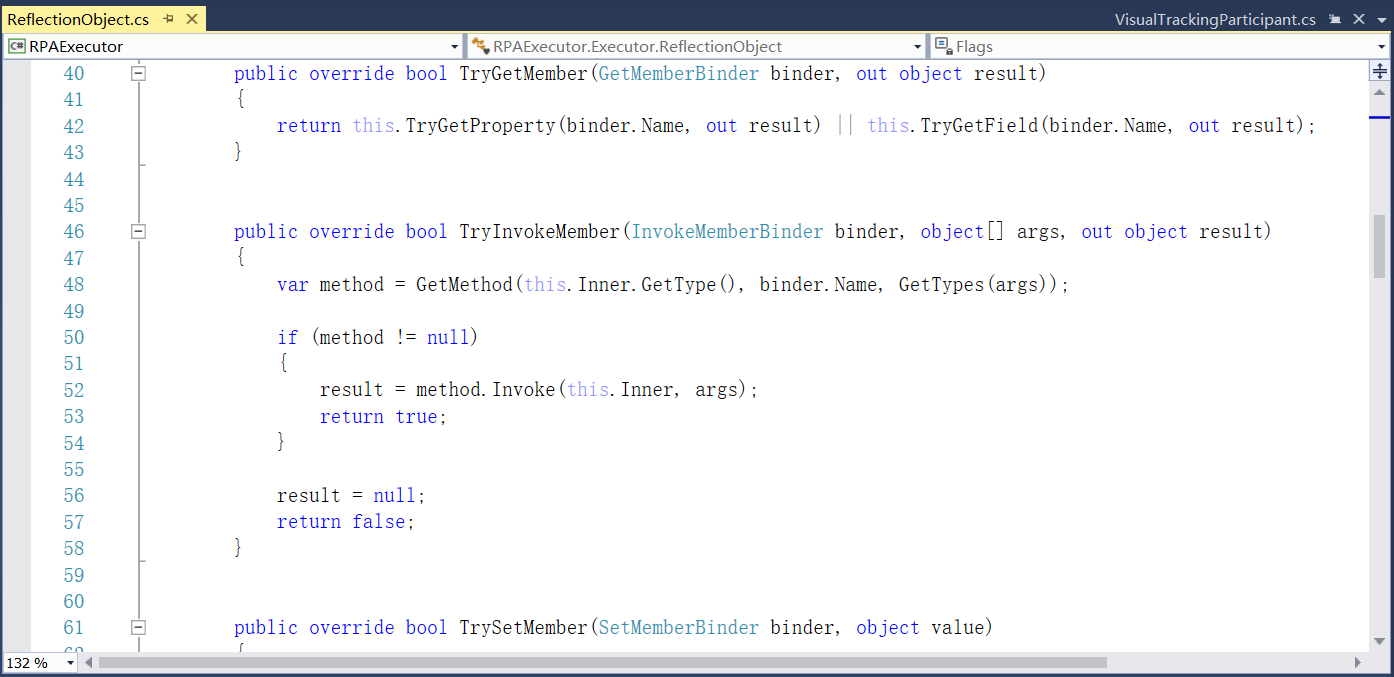 ReflectionObject.cs
VisualTrackingParticipant.cs
RPAExecutor
RPAExecutor.Executor.ReflectionObject
Flags
40 public override bool TryGetMember(GetMemberBinder binder, out object result)
41 {
42 return this.TryGetProperty(binder.Name, out result) || this.TryGetField(binder.Name, out result);
43 }
44
45
46 public override bool TryInvokeMember(InvokeMemberBinder binder, object[] args, out object result)
47 {
48 var method = GetMethod(this.Inner.GetType(), binder.Name, GetTypes(args));
49
50 if (method != null)
51 {
52 result = method.Invoke(this.Inner, args);
53 return true;
54 }
55
56 result = null;
57 return false;
58 }
59
60
61 public override bool TrySetMember(SetMemberBinder binder, object value)
62 {
132 %